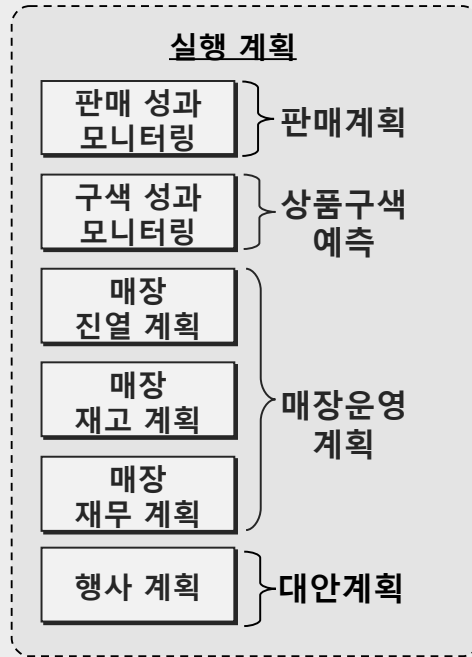 실행 계획
판매 성과
모니터링
판매계획
구색 성과
모니터링
상품구색
예측
매장
진열 계획
매장
재고 계획
매장
재무 계획
매장운영
계획
행사 계획
대안계획